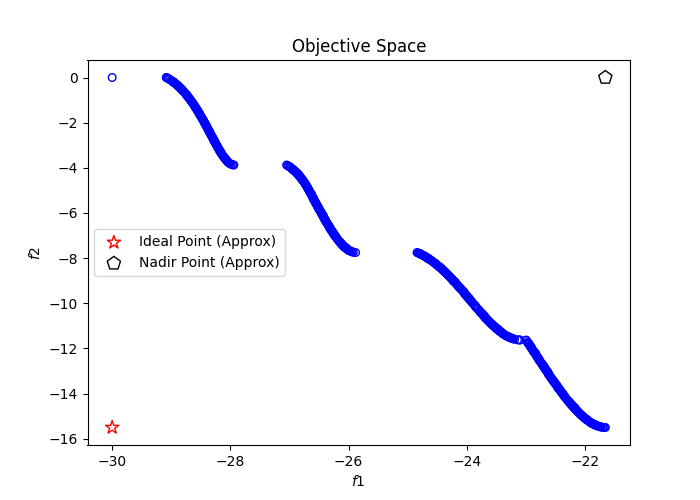 Objective Space
0
−2
−4
−6
−8
−10
−12
−14
−16
f2
Ideal Point (Approx)
Nadir Point (Approx)
−30
−28
−26
−24
−22
f1